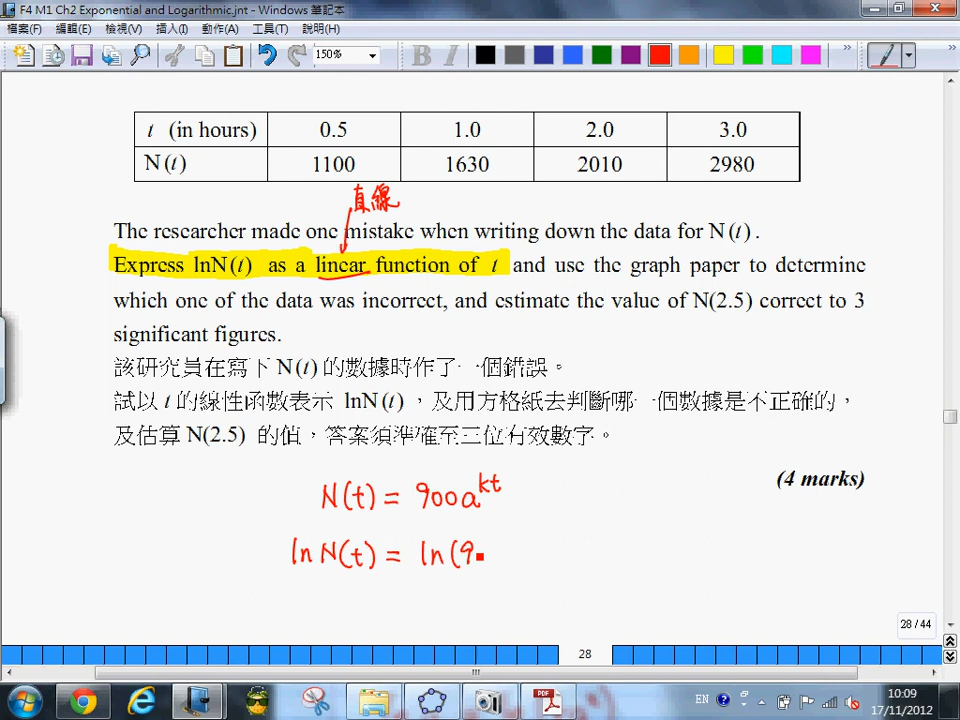 F4 M1 Ch2 Exponential and Logarithmic.jnt - Windows 筆記本
檔案(F) 編輯(E) 檢視(V) 插入(I) 動作(A) 工具(T) 說明(H)
150% B I
t (in hours) 0.5 1.0 2.0 3.0
N(t) 1100 1630 2010 2980
直線
The researcher made one mistake when writing down the data for N(t).
Express lnN(t) as a linear function of t and use the graph paper to determine
which one of the data was incorrect, and estimate the value of N(2.5) correct to 3
significant figures.
該研究員在寫下 N(t) 的數據時作了一個錯誤。
試以 t 的線性函數表示 lnN(t)，及用方格紙去判斷哪一個數據是不正確的，
及估算 N(2.5) 的值，答案須準確至三位有效數字。
(4 marks)
N(t) = 900a^kt
ln N(t) = ln(9
28 / 44
28
EN
10:09
17/11/2012